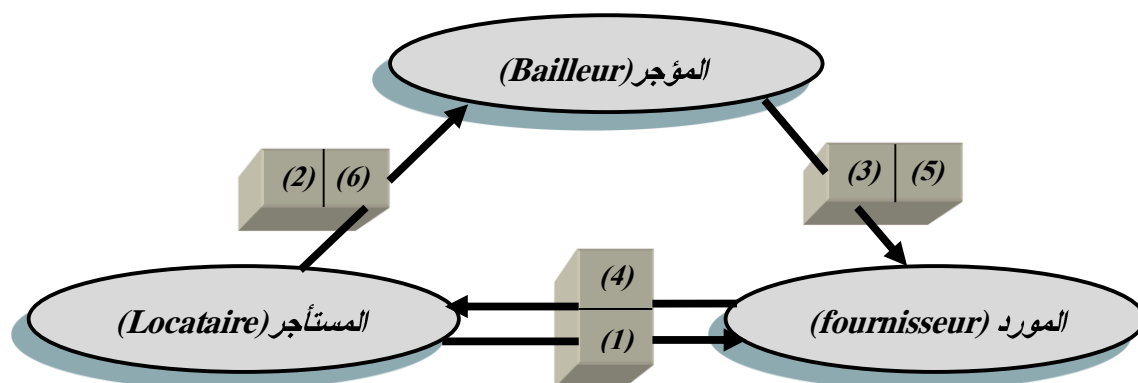 المؤجر(Bailleur)
(2) (6)
(3) (5)
(4)
المستأجر(Locataire)
المورد (fournisseur)
(1)